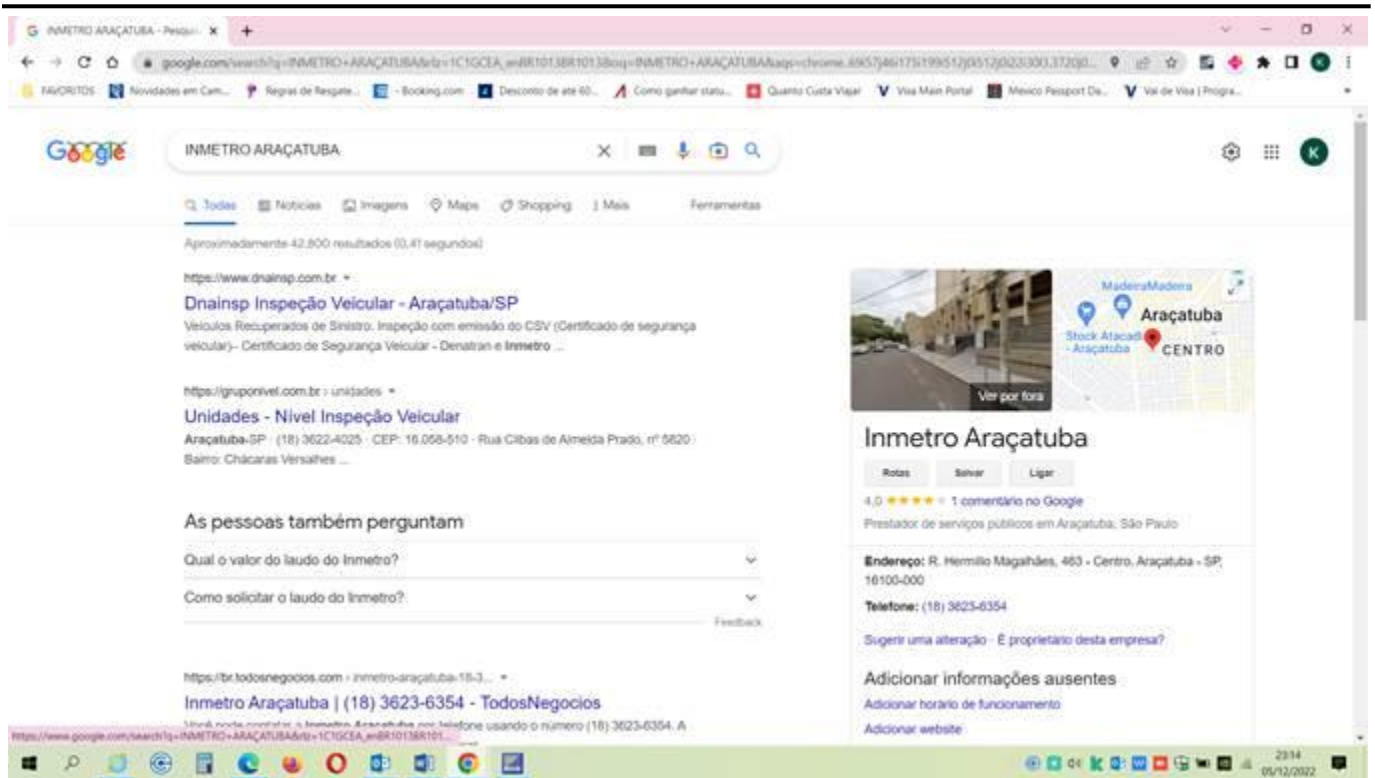 INMETRO ARAÇATUBA - Pesqui
FAVORITOS Novidades em Cam... Regras de Resgate... - Booking.com Desconto de até 60... Como ganhar statu... Quanto Custa Viajar Visa Main Portal Mexico Passport Da... Vai de Visa | Progra...
Google INMETRO ARAÇATUBA K
Todas Notícias Imagens Maps Shopping Mais Ferramentas
Aproximadamente 42.800 resultados (0,41 segundos)
https://www.dnainsp.com.br
Dnainsp Inspeção Veicular - Araçatuba/SP
Veículos Recuperados de Sinistro. Inspeção com emissão do CSV (Certificado de segurança
veicular)– Certificado de Segurança Veicular - Denatran e Inmetro ...
https://gruponivel.com.br › unidades
Unidades - Nível Inspeção Veicular
Araçatuba-SP · (18) 3622-4025 · CEP: 16.058-510 · Rua Clibas de Almeida Prado, nº 5820 ·
Bairro: Chácaras Versalhes ...
As pessoas também perguntam
Qual o valor do laudo do Inmetro?
Como solicitar o laudo do Inmetro?
Feedback
https://br.todosnegocios.com › inmetro-araçatuba-18-3...
Inmetro Araçatuba | (18) 3623-6354 - TodosNegocios
Você pode contatar a Inmetro Araçatuba por telefone usando o número (18) 3623-6354. A
MadeiraMadeira
Araçatuba
Stock Atacadi
- Araçatuba
CENTRO
Ver por fora
Inmetro Araçatuba
Rotas Salvar Ligar
4,0 1 comentário no Google
Prestador de serviços públicos em Araçatuba, São Paulo
Endereço: R. Hermillo Magalhães, 463 - Centro, Araçatuba - SP,
16100-000
Telefone: (18) 3623-6354
Sugerir uma alteração · É proprietário desta empresa?
Adicionar informações ausentes
Adicionar horário de funcionamento
Adicionar website
23:14
05/12/2022